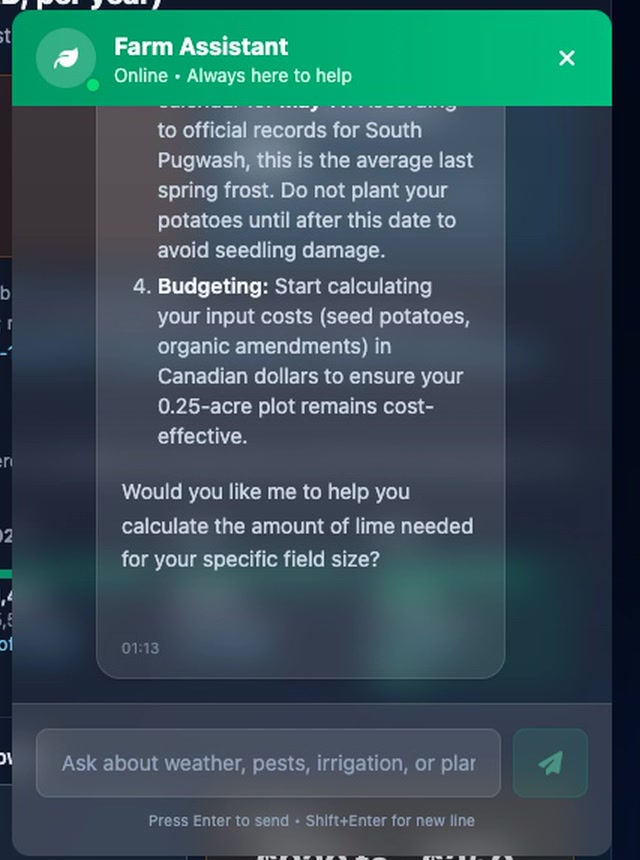 per year)
Farm Assistant
Online • Always here to help
to official records for South
Pugwash, this is the average last
spring frost. Do not plant your
potatoes until after this date to
avoid seedling damage.
4. Budgeting: Start calculating
your input costs (seed potatoes,
organic amendments) in
Canadian dollars to ensure your
0.25-acre plot remains cost-
effective.
Would you like me to help you
calculate the amount of lime needed
for your specific field size?
01:13
Ask about weather, pests, irrigation, or plan
Press Enter to send • Shift+Enter for new line